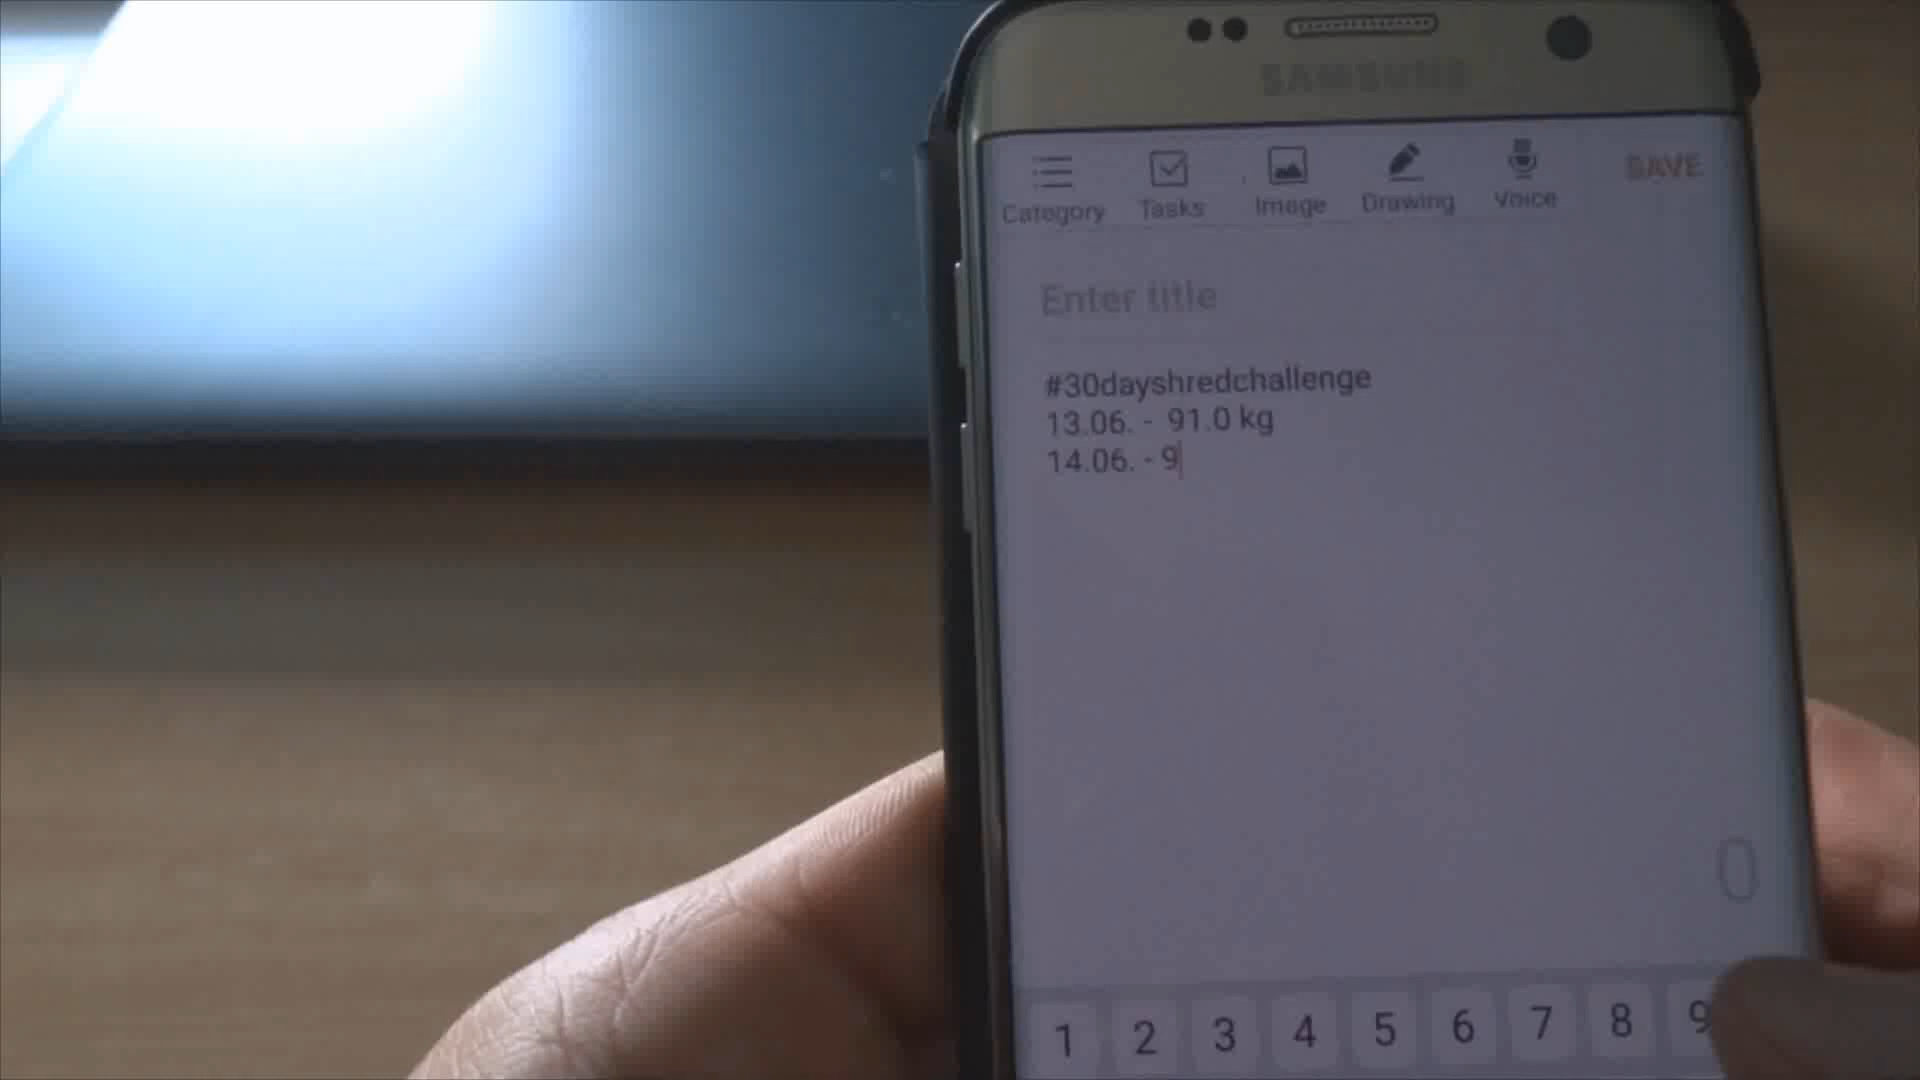 SAMSUNG
Category Tasks Image Drawing Voice SAVE
Enter title
#30dayshredchallenge
13.06. - 91.0 kg
14.06. - 9
0
1 2 3 4 5 6 7 8 9